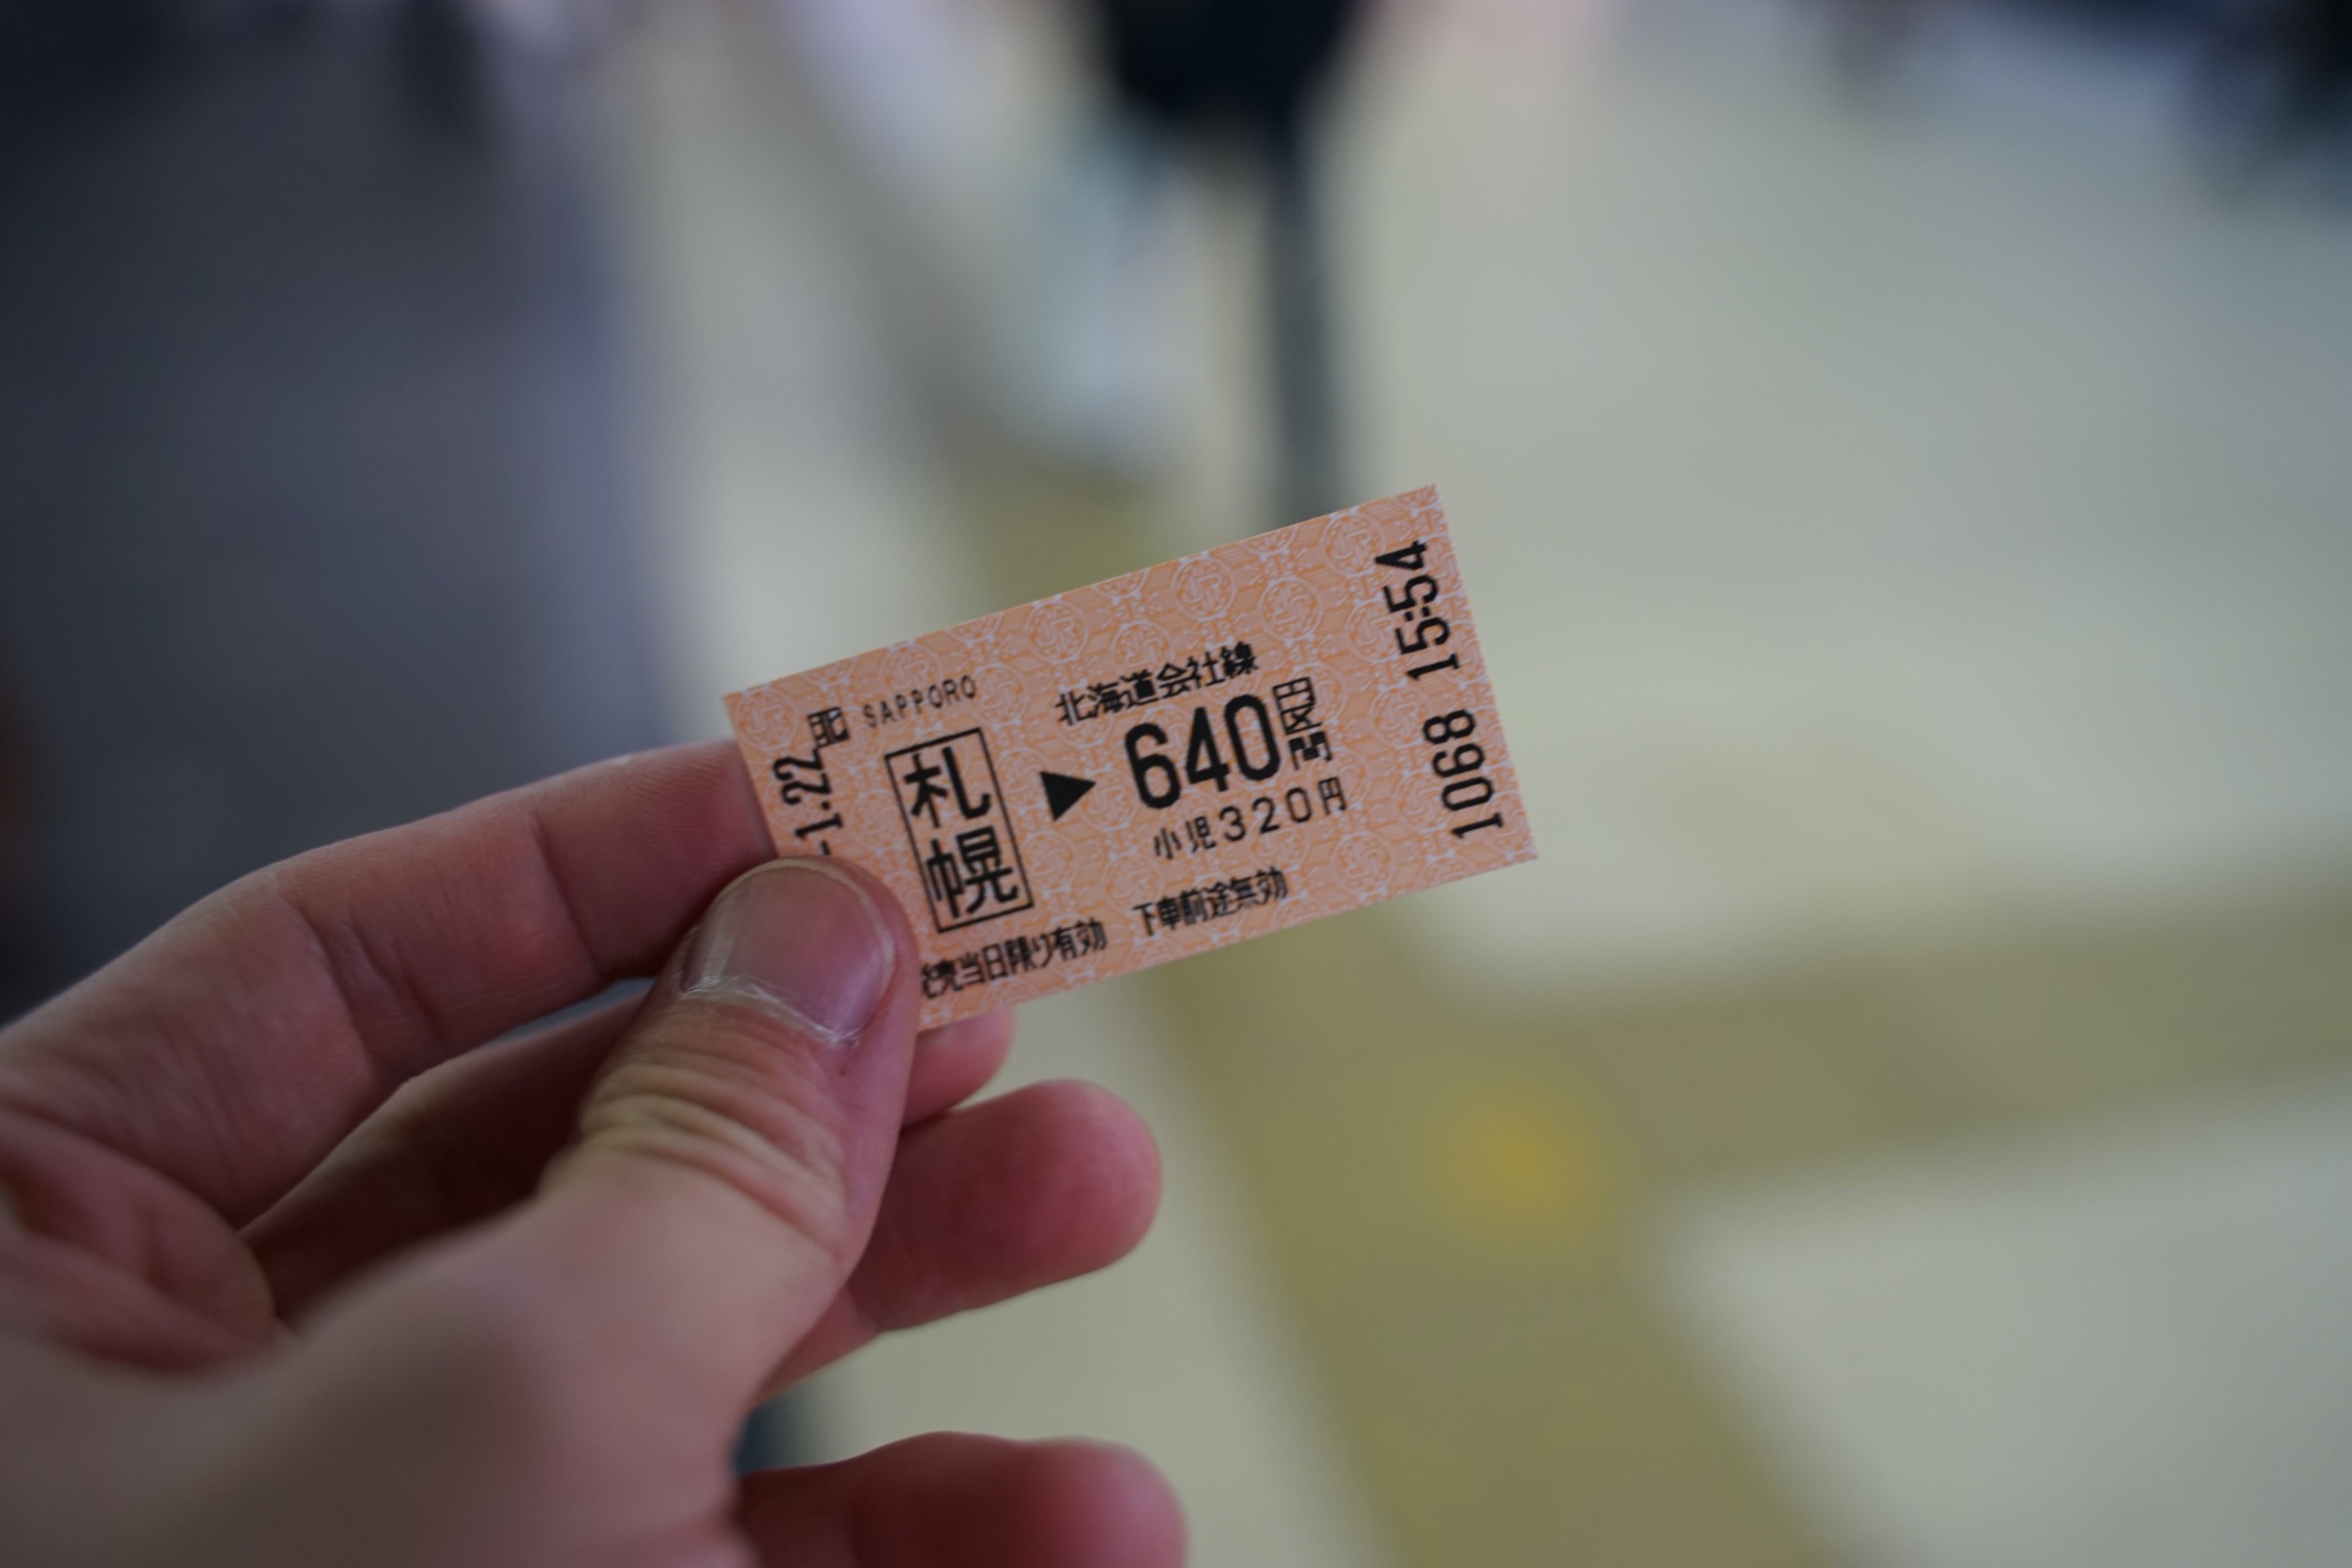 -1.22
北 SAPPORO
札幌
▶
北海道会社線
640円区間
小児320円
売当日限り有効 下車前途無効
1068 15:54